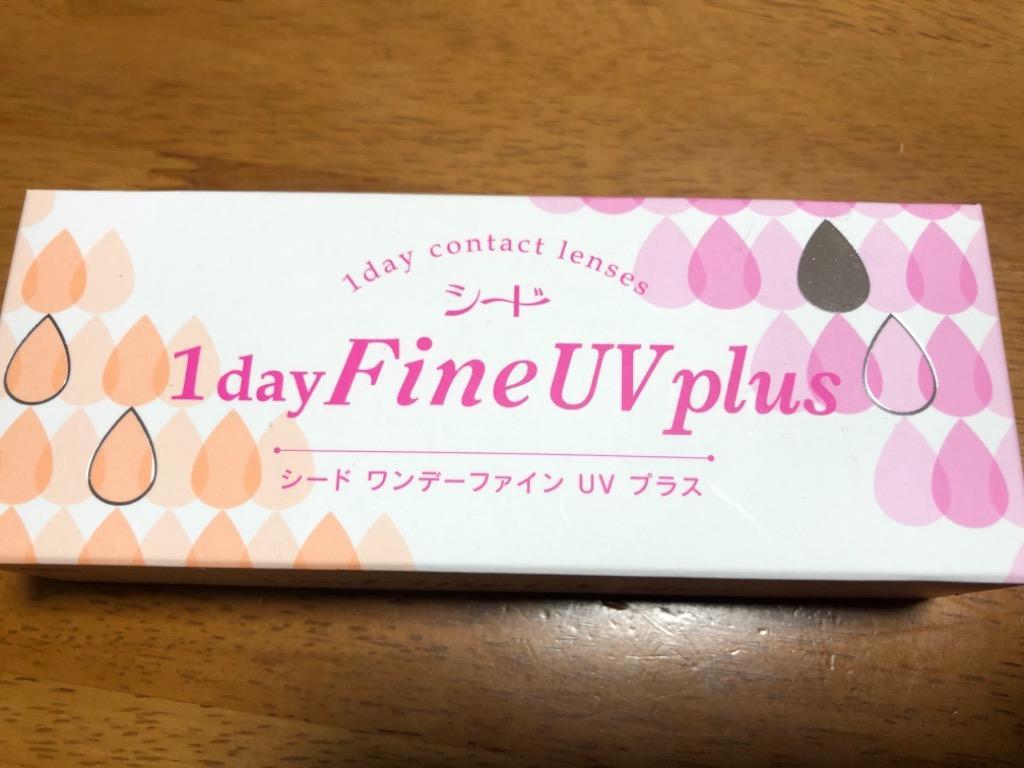 1day contact lenses
シード
1day Fine UV plus
シード ワンデーファイン UV プラス